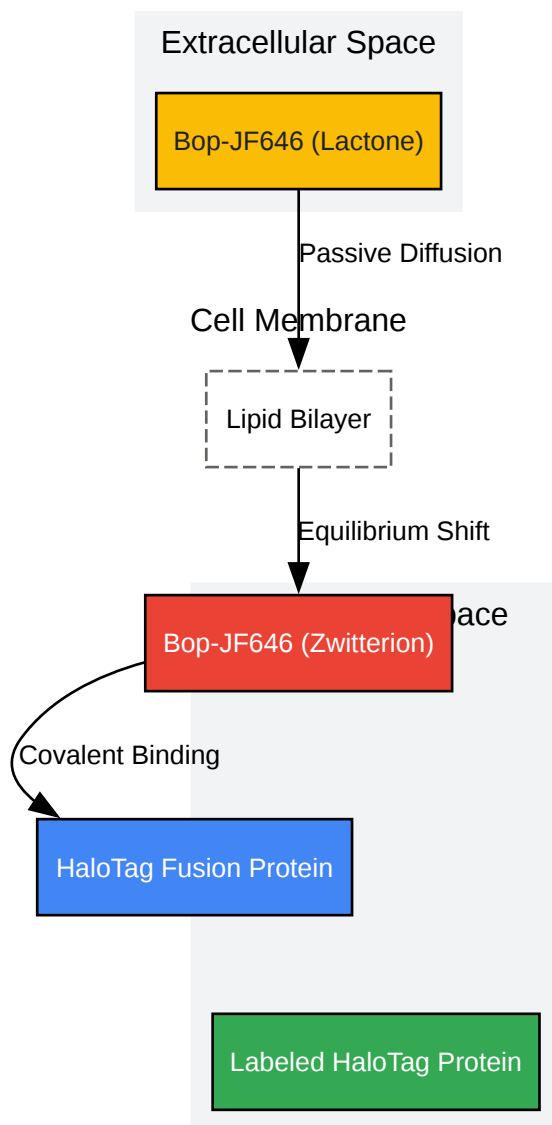 Extracellular Space
Bop-JF646 (Lactone)
Passive Diffusion
Cell Membrane
Lipid Bilayer
Equilibrium Shift
Bop-JF646 (Zwitterion)
Covalent Binding
HaloTag Fusion Protein
Labeled HaloTag Protein